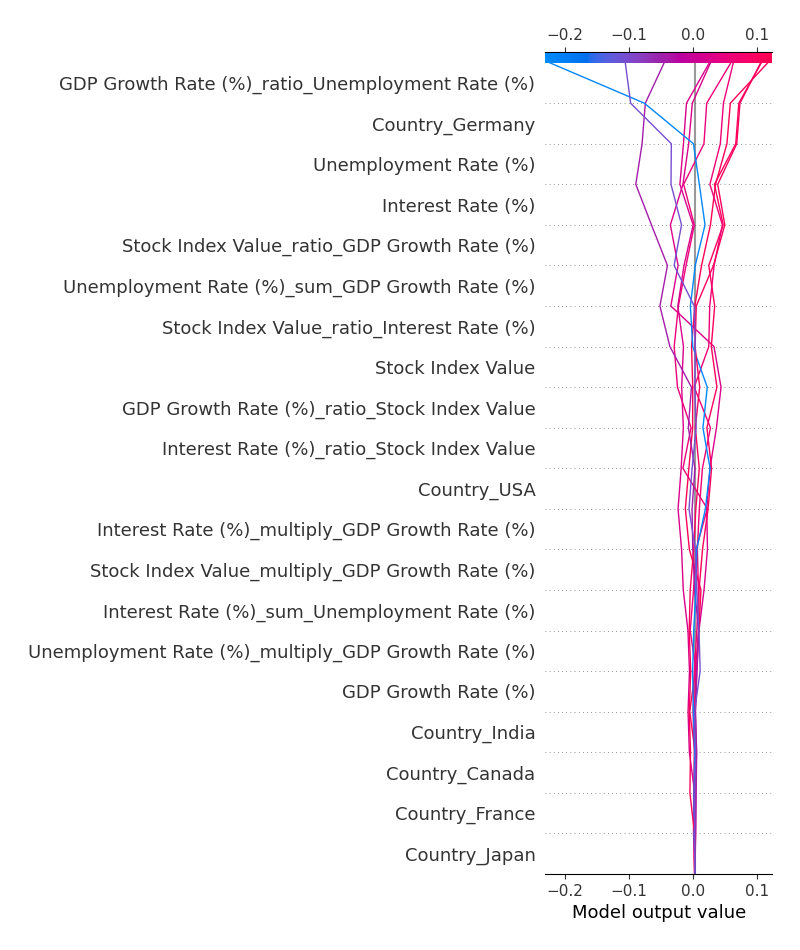 −0.2 −0.1 0.0 0.1
GDP Growth Rate (%)_ratio_Unemployment Rate (%)
Country_Germany
Unemployment Rate (%)
Interest Rate (%)
Stock Index Value_ratio_GDP Growth Rate (%)
Unemployment Rate (%)_sum_GDP Growth Rate (%)
Stock Index Value_ratio_Interest Rate (%)
Stock Index Value
GDP Growth Rate (%)_ratio_Stock Index Value
Interest Rate (%)_ratio_Stock Index Value
Country_USA
Interest Rate (%)_multiply_GDP Growth Rate (%)
Stock Index Value_multiply_GDP Growth Rate (%)
Interest Rate (%)_sum_Unemployment Rate (%)
Unemployment Rate (%)_multiply_GDP Growth Rate (%)
GDP Growth Rate (%)
Country_India
Country_Canada
Country_France
Country_Japan
−0.2 −0.1 0.0 0.1
Model output value